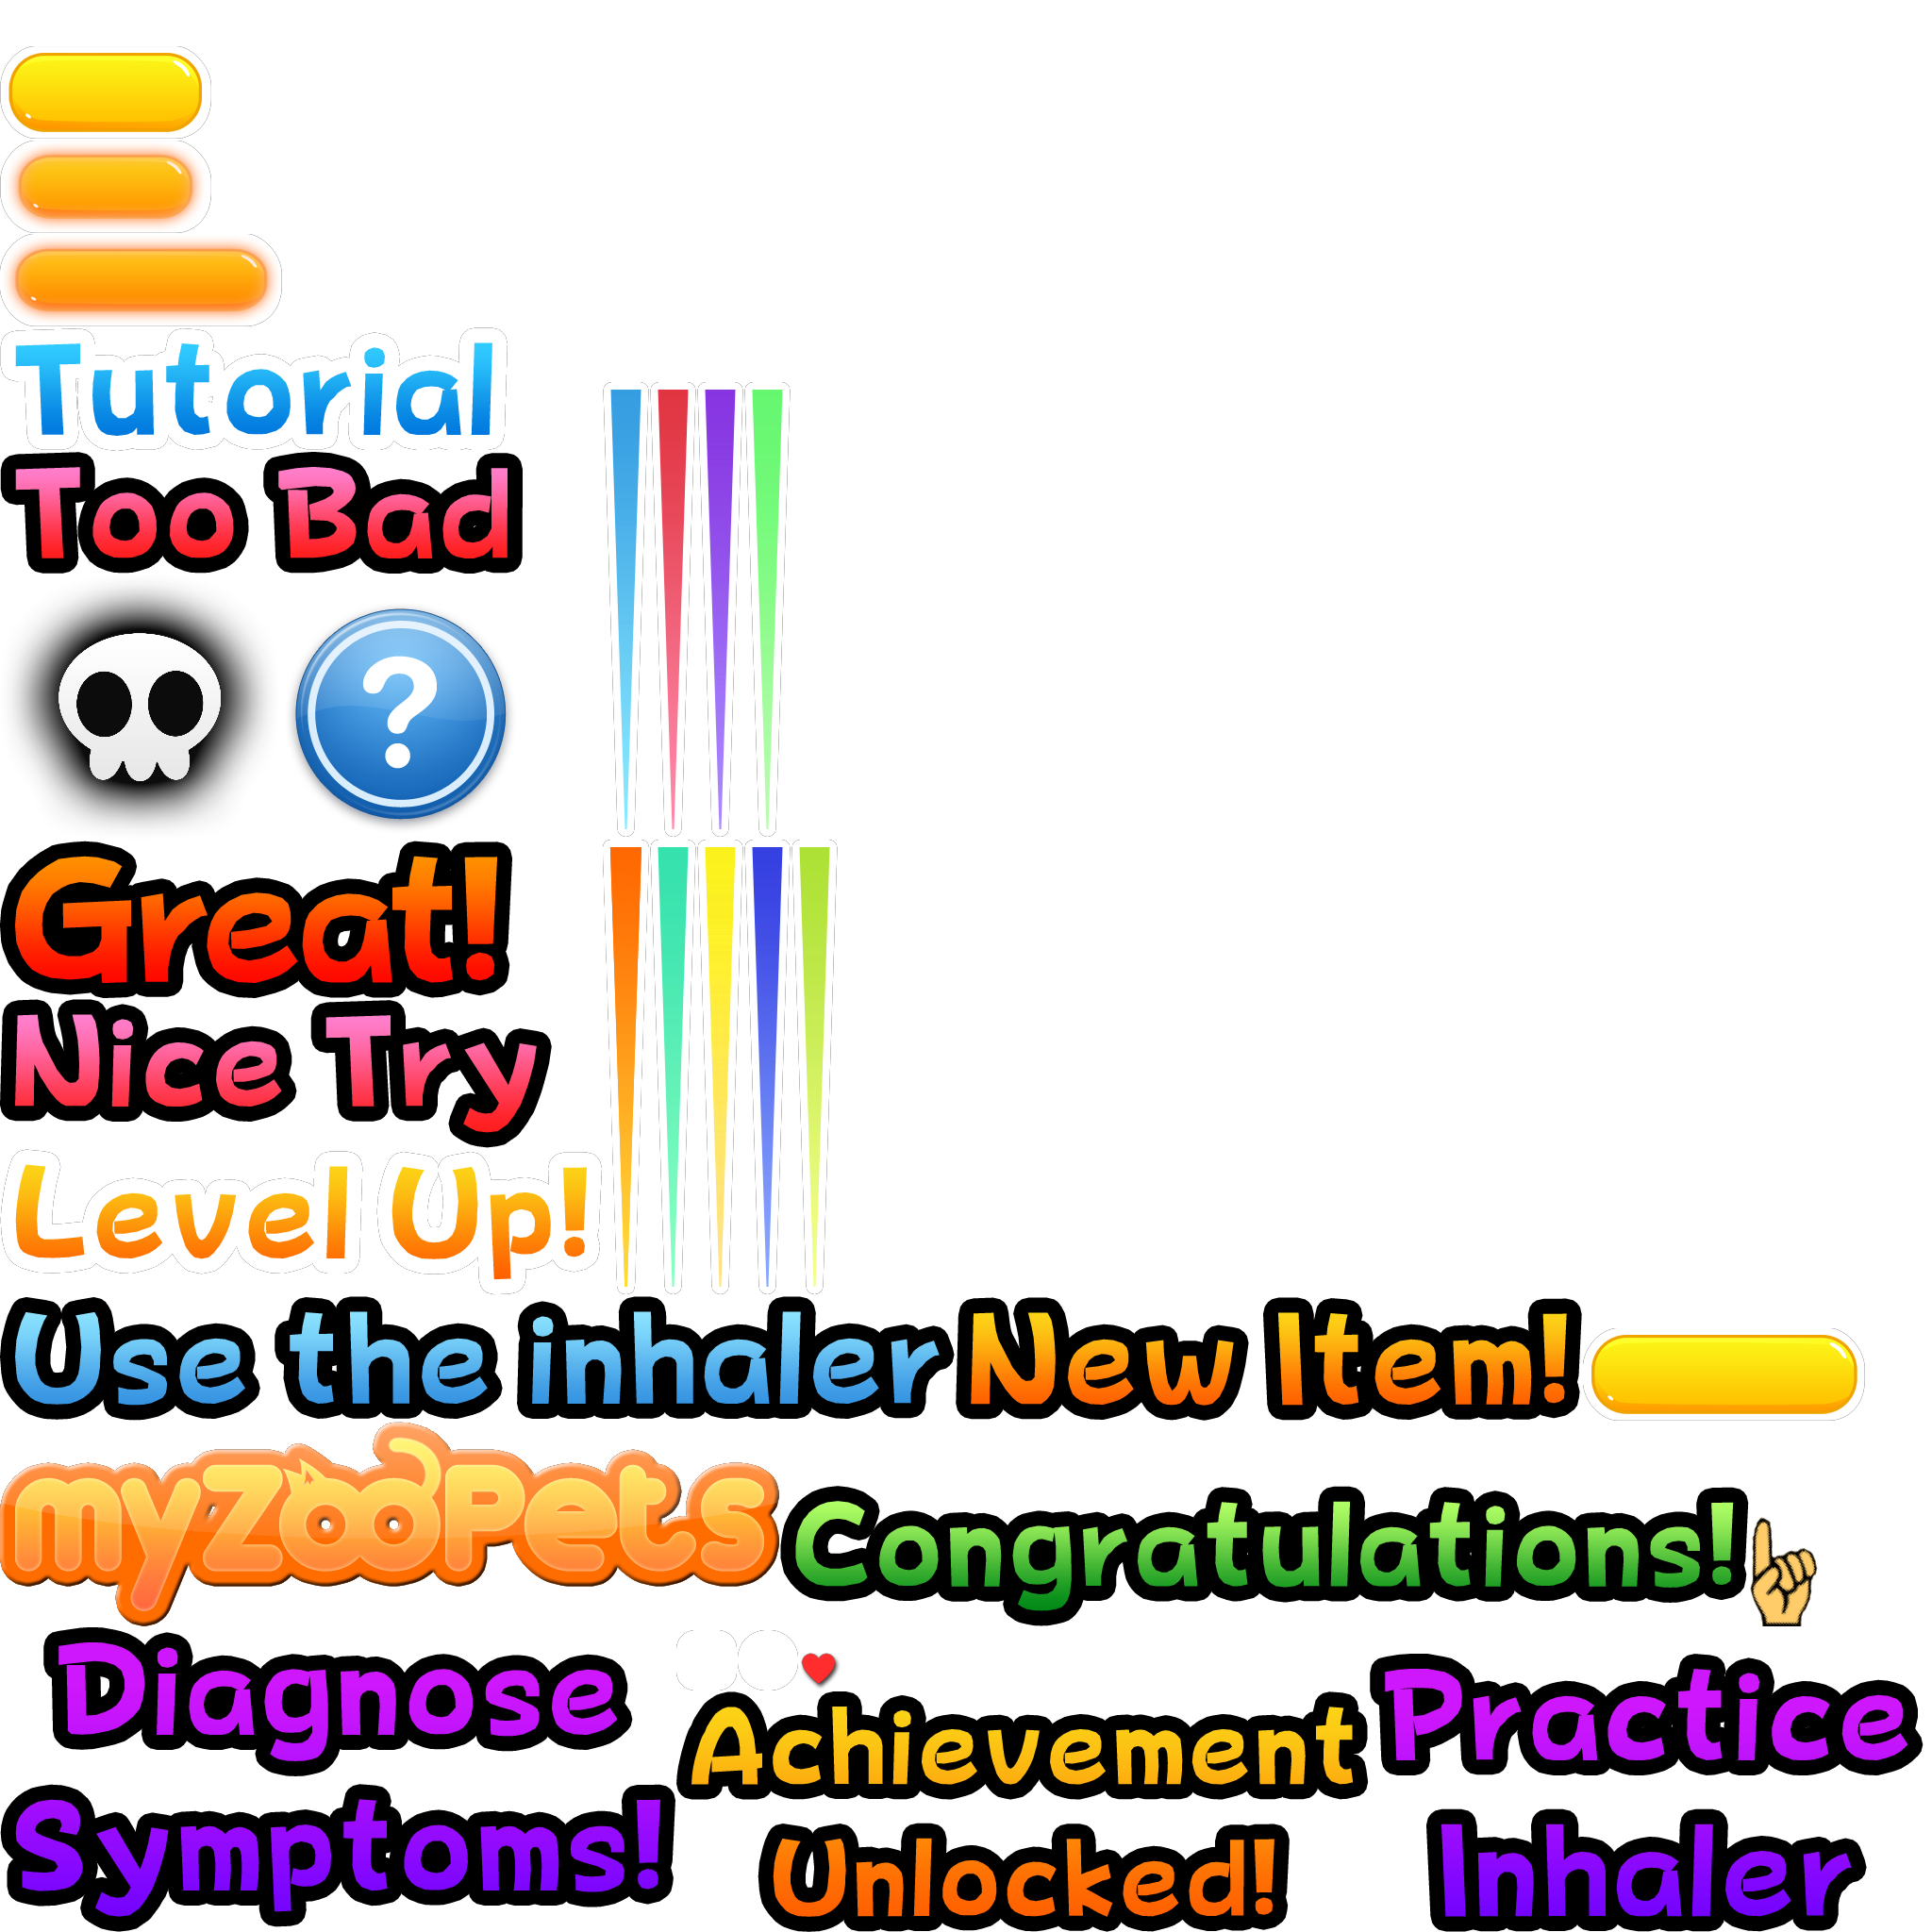 Tutorial
Too Bad
?
Great!
Nice Try
Level Up!
Use the inhaler
New Item!
myzooPets
Congratulations!
Diagnose
Symptoms!
Achievement
Unlocked!
Practice
Inhaler